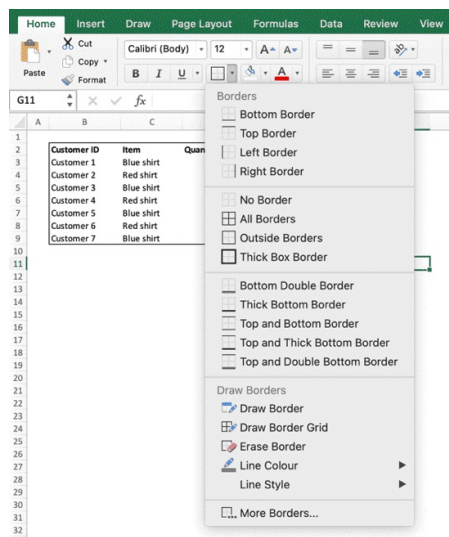 Home Insert Draw Page Layout Formulas Data Review View
Cut
Copy
Paste
Format
Calibri (Body) 12 A A
B I U A
G11 fx
A B C
Borders
Bottom Border
Top Border
Left Border
Right Border
No Border
All Borders
Outside Borders
Thick Box Border
Bottom Double Border
Thick Bottom Border
Top and Bottom Border
Top and Thick Bottom Border
Top and Double Bottom Border
Draw Borders
Draw Border
Draw Border Grid
Erase Border
Line Colour
Line Style
More Borders...
1
2 Customer ID Item Quan
3 Customer 1 Blue shirt
4 Customer 2 Red shirt
5 Customer 3 Blue shirt
6 Customer 4 Red shirt
7 Customer 5 Blue shirt
8 Customer 6 Red shirt
9 Customer 7 Blue shirt
10
11
12
13
14
15
16
17
18
19
20
21
22
23
24
25
26
27
28
29
30
31
32